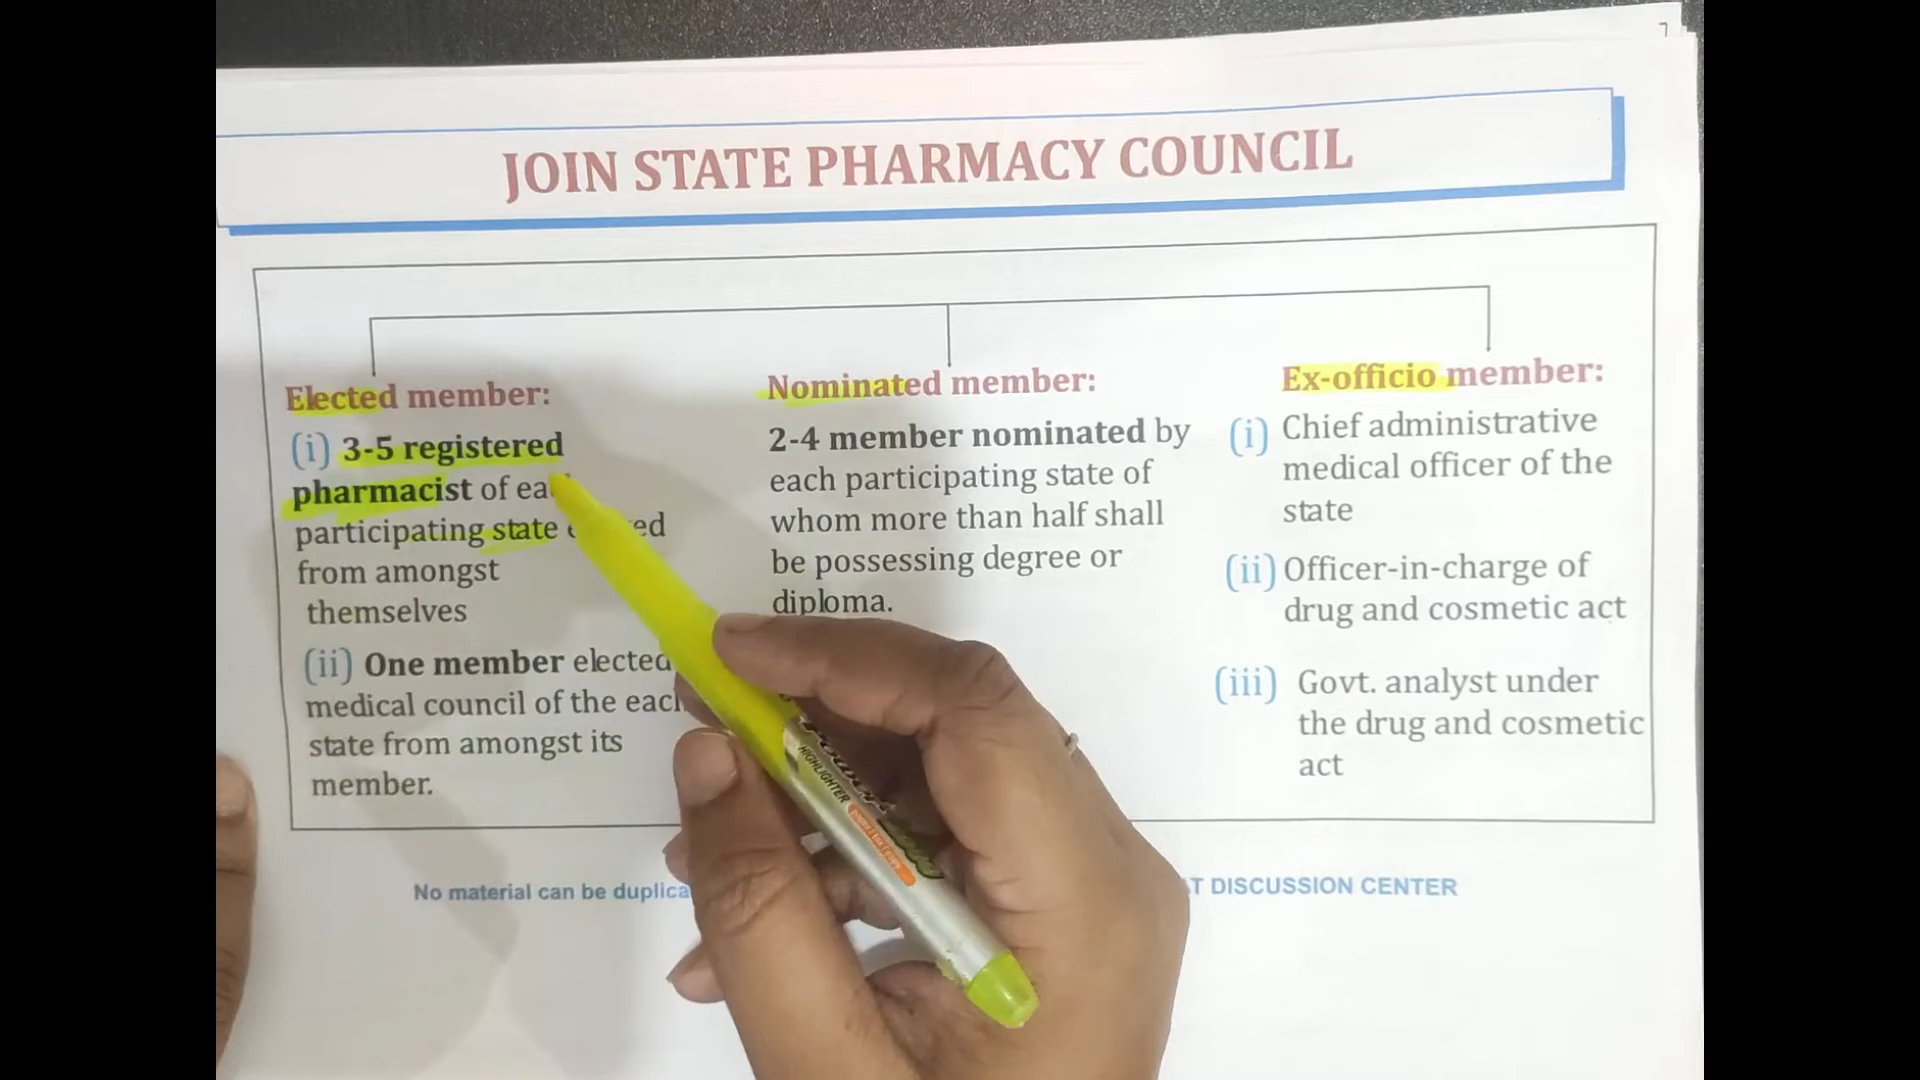 JOIN STATE PHARMACY COUNCIL
Elected member:
(i) 3-5 registered
pharmacist of
participating state
from amongst
themselves
(ii) One member elected
medical council of the
state from amongst its
member.
Nominated member:
2-4 member nominated by
each participating state of
whom more than half shall
be possessing degree or
diploma.
Ex-officio member:
(i) Chief administrative
medical officer of the
state
(ii) Officer-in-charge of
drug and cosmetic act
(iii) Govt. analyst under
the drug and cosmetic
act
No material can be
DISCUSSION CENTER
HIGHLIGHTER